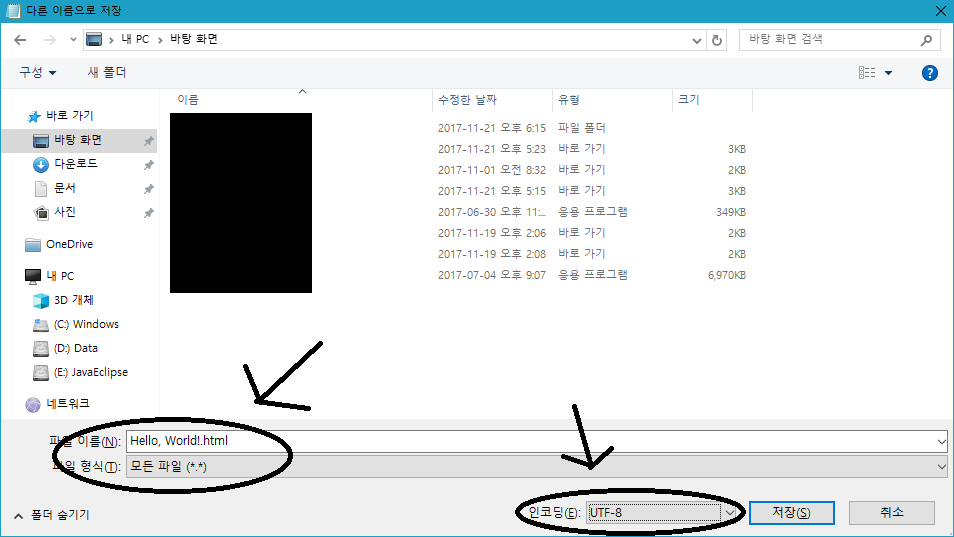 다른 이름으로 저장
내 PC 바탕 화면
바탕 화면 검색
구성 새 폴더
이름 수정한 날짜 유형 크기
바로 가기
바탕 화면
다운로드
문서
사진
OneDrive
내 PC
3D 개체
(C:) Windows
(D:) Data
(E:) JavaEclipse
네트워크
2017-11-21 오후 6:15 파일 폴더
2017-11-21 오후 5:23 바로 가기 3KB
2017-11-01 오전 8:32 바로 가기 2KB
2017-11-21 오후 5:15 바로 가기 3KB
2017-06-30 오후 11:... 응용 프로그램 349KB
2017-11-19 오후 2:06 바로 가기 2KB
2017-11-19 오후 2:08 바로 가기 2KB
2017-07-04 오후 9:07 응용 프로그램 6,970KB
파일 이름(N): Hello, World!.html
파일 형식(T): 모든 파일 (*.*)
폴더 숨기기
인코딩(E): UTF-8
저장(S)
취소